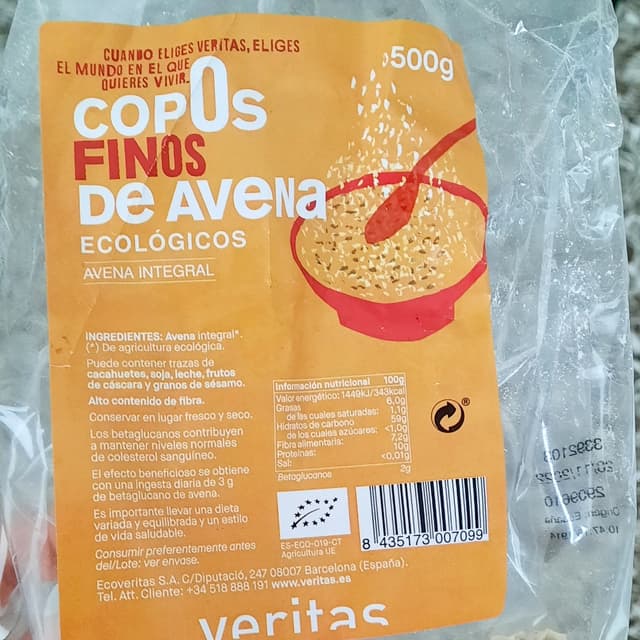 CUANDO ELIGES VERITAS, ELIGES
EL MUNDO EN EL QUE
QUIERES VIVIR.
500g
COPOS
FINOS
DE AVENA
ECOLÓGICOS
AVENA INTEGRAL
INGREDIENTES: Avena integral*.
(*) De agricultura ecológica.
Puede contener trazas de
cacahuetes, soja, leche, frutos
de cáscara y granos de sésamo.
Alto contenido de fibra.
Conservar en lugar fresco y seco.
Los betaglucanos contribuyen
a mantener niveles normales
de colesterol sanguíneo.
El efecto beneficioso se obtiene
con una ingesta diaria de 3 g
de betaglucano de avena.
Es importante llevar una dieta
variada y equilibrada y un estilo
de vida saludable.
Consumir preferentemente antes
del/Lote: ver envase.
Información nutricional 100g
Valor energético: 1449kJ/343kcal
Grasas 6,0g
de las cuales saturadas: 1,1g
Hidratos de carbono 59g
de los cuales azúcares: <1,0g
Fibra alimentaria: 7,2g
Proteínas: 10g
Sal: <0,01g
Betaglucanos 2g
®
ES-ECO-019-CT
Agricultura UE
8 435173 007099
Ecoveritas S.A. C/Diputació, 247 08007 Barcelona (España).
Tel. Att. Cliente: +34 518 888 191 www.veritas.es
veritas